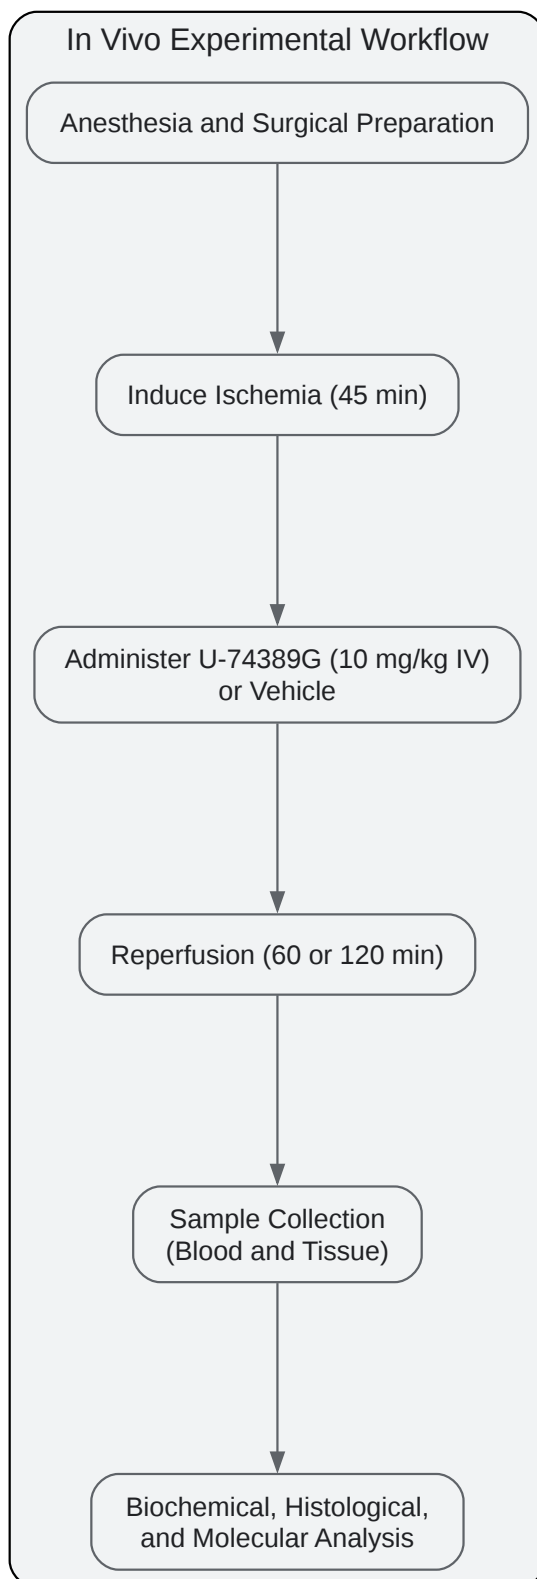 In Vivo Experimental Workflow
Anesthesia and Surgical Preparation
Induce Ischemia (45 min)
Administer U-74389G (10 mg/kg IV)
or Vehicle
Reperfusion (60 or 120 min)
Sample Collection
(Blood and Tissue)
Biochemical, Histological,
and Molecular Analysis